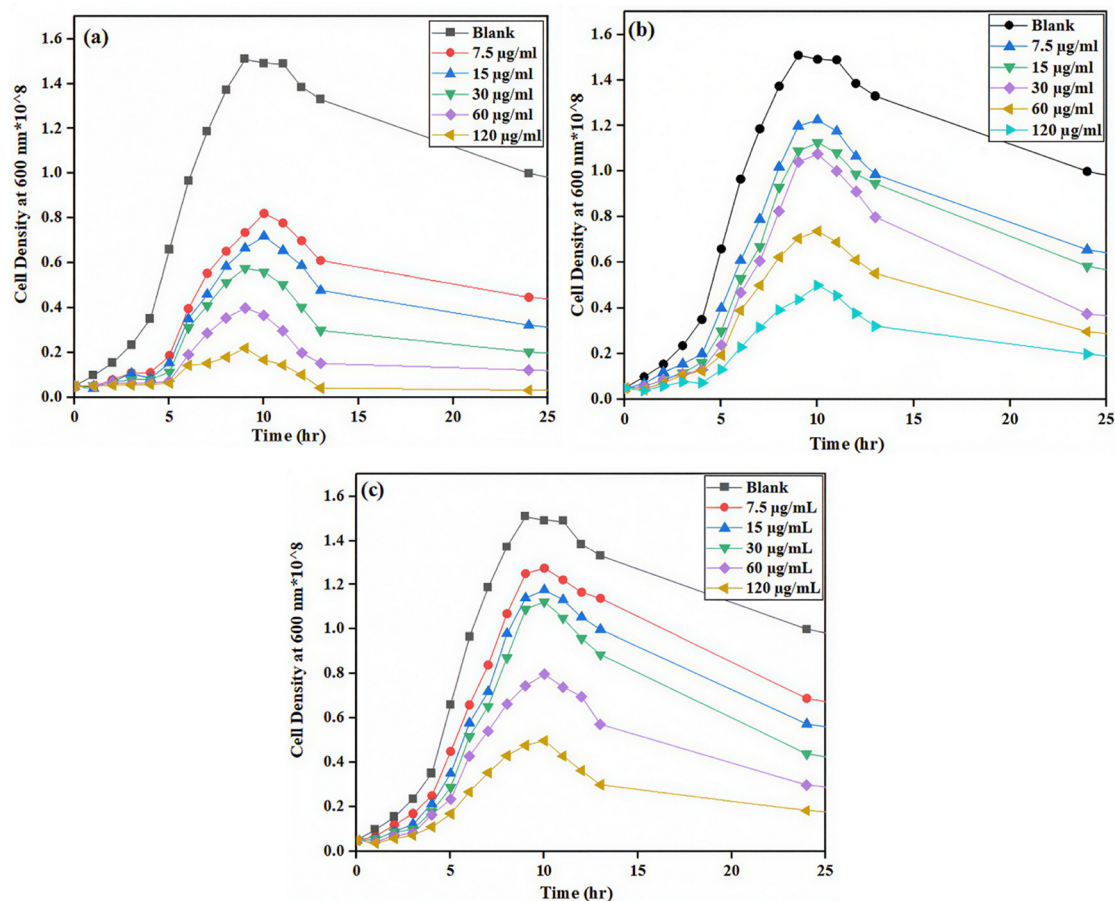 (a)
Blank
7.5 µg/ml
15 µg/ml
30 µg/ml
60 µg/ml
120 µg/ml
Cell Density at 600 nm*10^8
1.6
1.4
1.2
1.0
0.8
0.6
0.4
0.2
0.0
0
5
10
15
20
25
Time (hr)
(b)
Blank
7.5 µg/ml
15 µg/ml
30 µg/ml
60 µg/ml
120 µg/ml
Cell Density at 600 nm*10^8
1.6
1.4
1.2
1.0
0.8
0.6
0.4
0.2
0.0
0
5
10
15
20
25
Time (hr)
(c)
Blank
7.5 µg/mL
15 µg/mL
30 µg/mL
60 µg/mL
120 µg/mL
Cell Density at 600 nm*10^8
1.6
1.4
1.2
1.0
0.8
0.6
0.4
0.2
0.0
0
5
10
15
20
25
Time (hr)